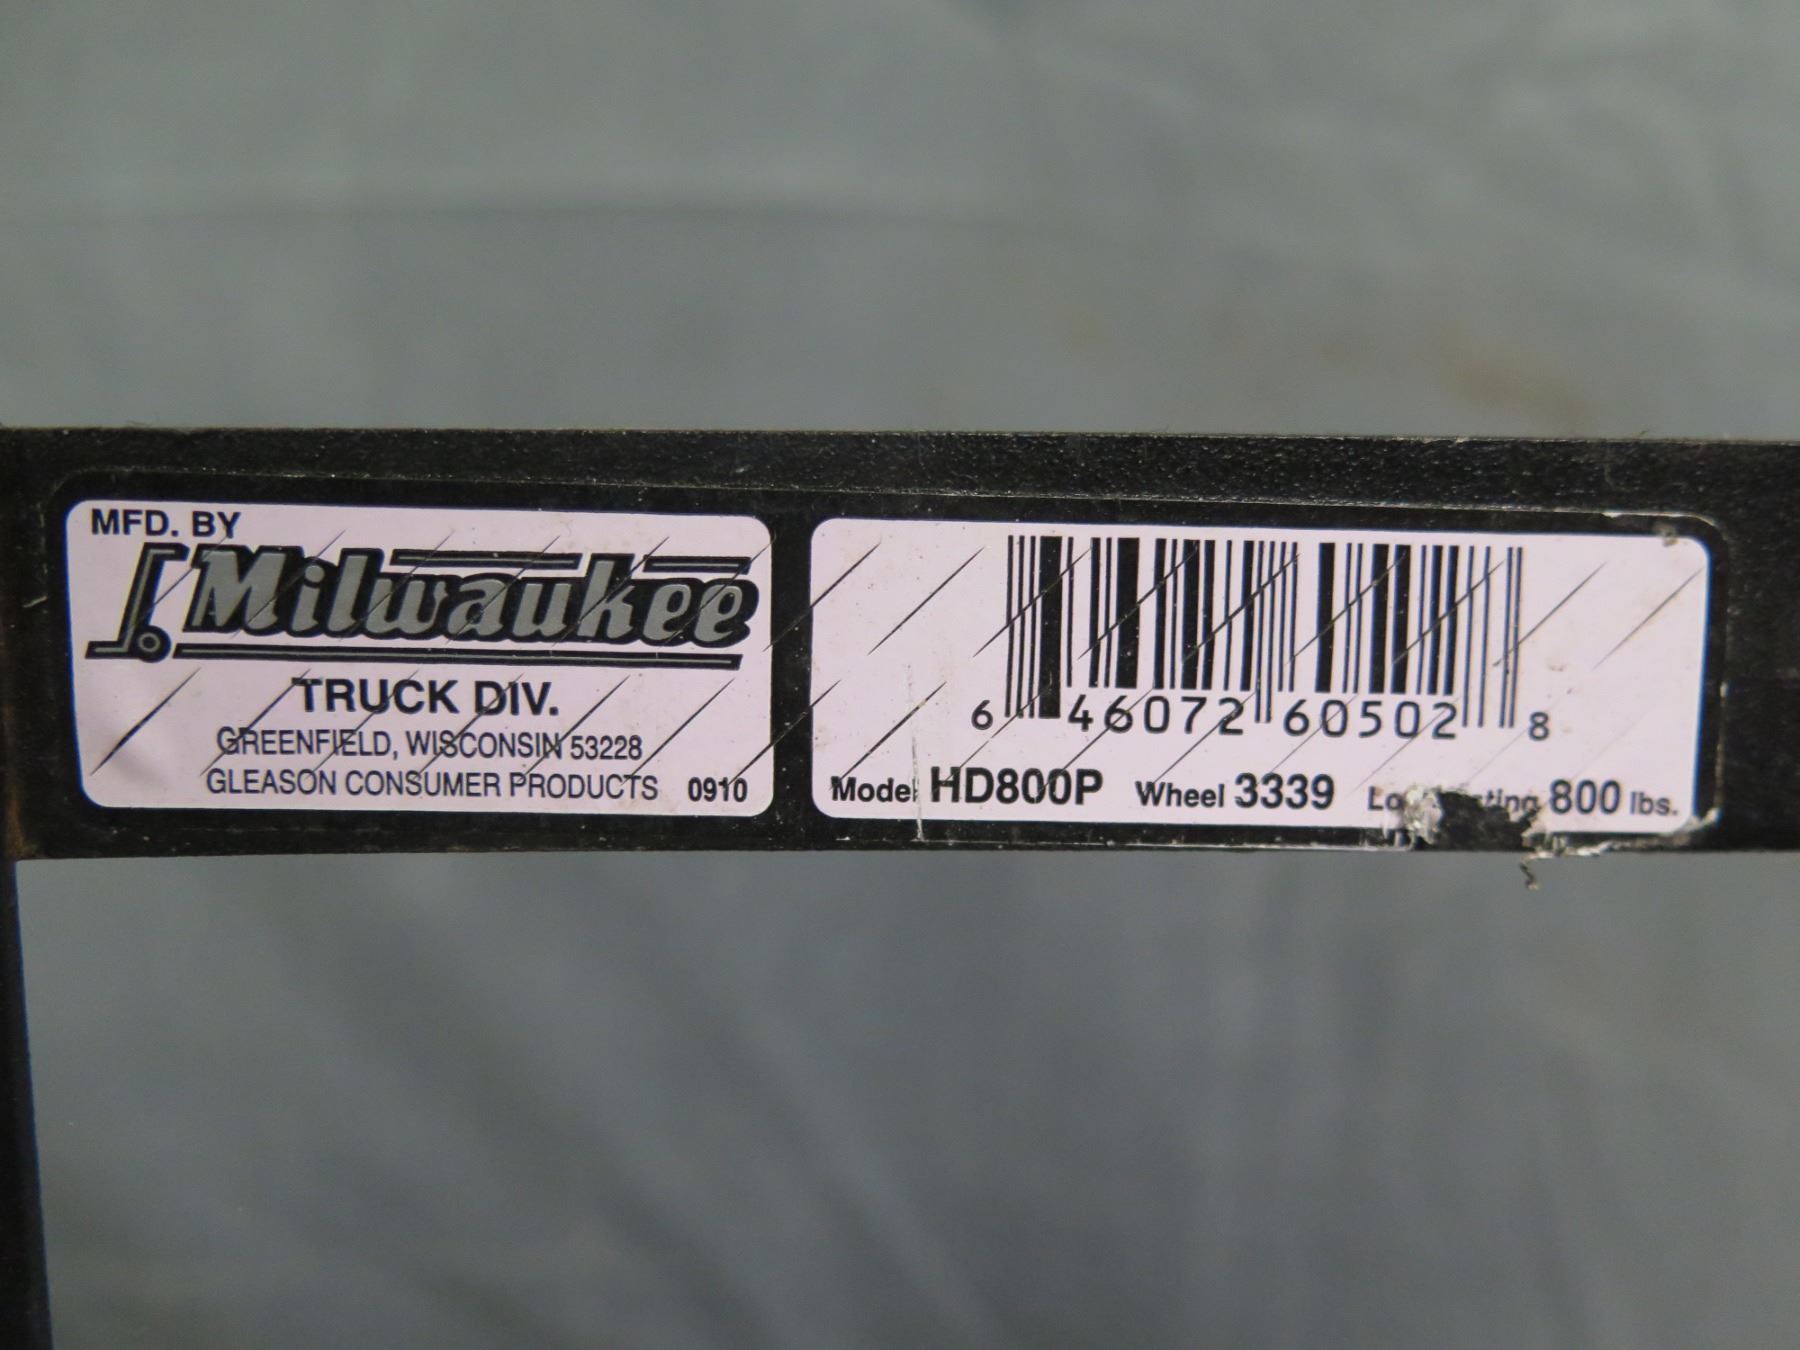 MFD. BY
Milwaukee
TRUCK DIV.
GREENFIELD, WISCONSIN 53228
GLEASON CONSUMER PRODUCTS 0910
6 46072 60502 8
Model HD800P Wheel 3339 800 lbs.